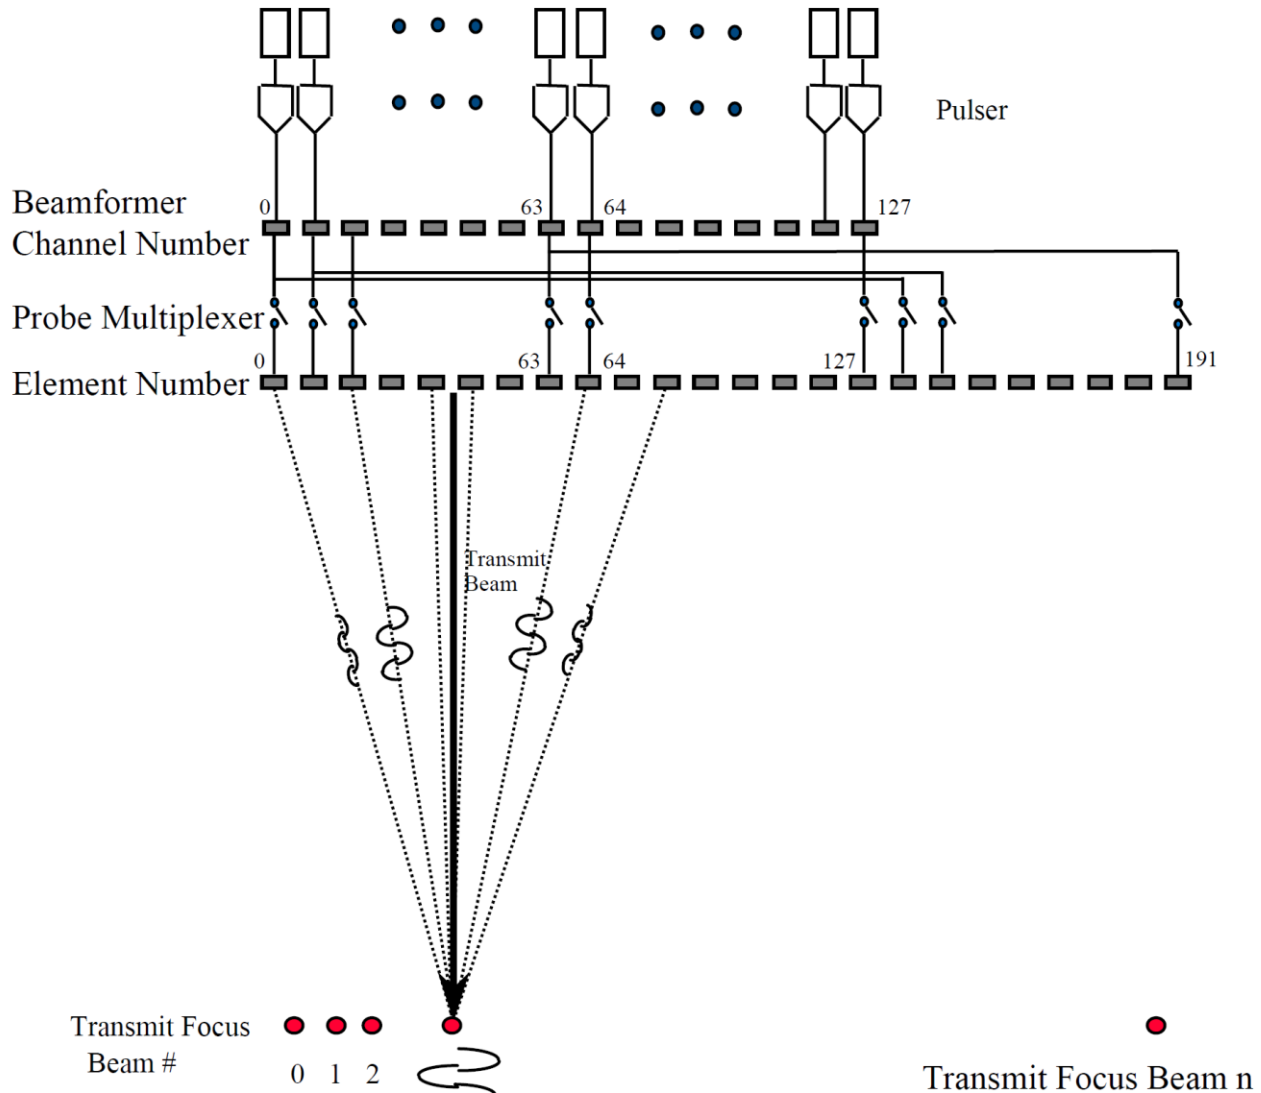 Pulser
Beamformer
Channel Number
0
63
64
127
Probe Multiplexer
0
63
64
127
191
Element Number
Transmit
Beam
Transmit Focus
Beam #
0
1
2
Transmit Focus Beam n